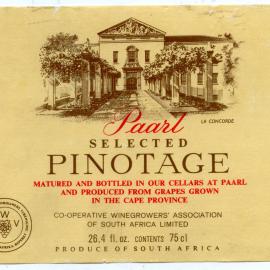 LA CONCORDE
Paarl
SELECTED
PINOTAGE
MATURED AND BOTTLED IN OUR CELLARS AT PAARL
AND PRODUCED FROM GRAPES GROWN
IN THE CAPE PROVINCE
CO-OPERATIVE WINEGROWERS' ASSOCIATION
OF SOUTH AFRICA LIMITED
26,4 fl. oz. CONTENTS 75 cl
PRODUCE OF SOUTH AFRICA
W
V